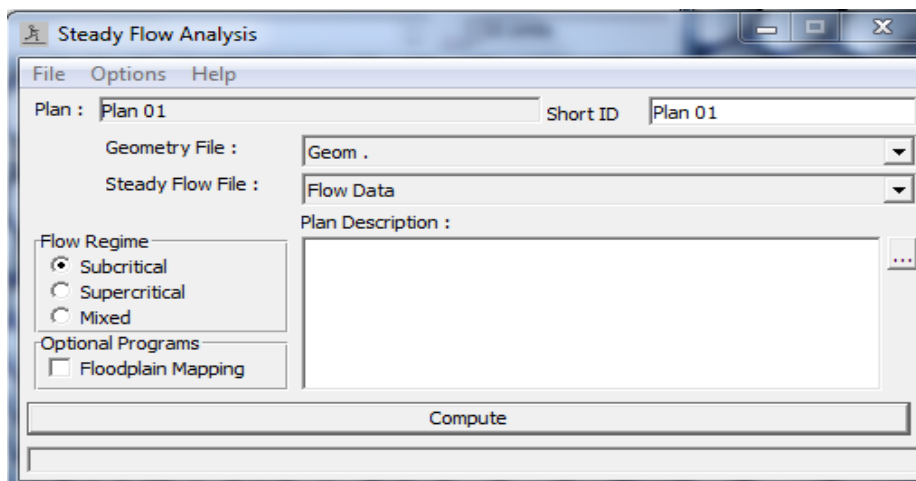 Steady Flow Analysis
File Options Help
Plan : Plan 01 Short ID Plan 01
Geometry File : Geom .
Steady Flow File : Flow Data
Plan Description :
Flow Regime
Subcritical
Supercritical
Mixed
Optional Programs
Floodplain Mapping
...
Compute